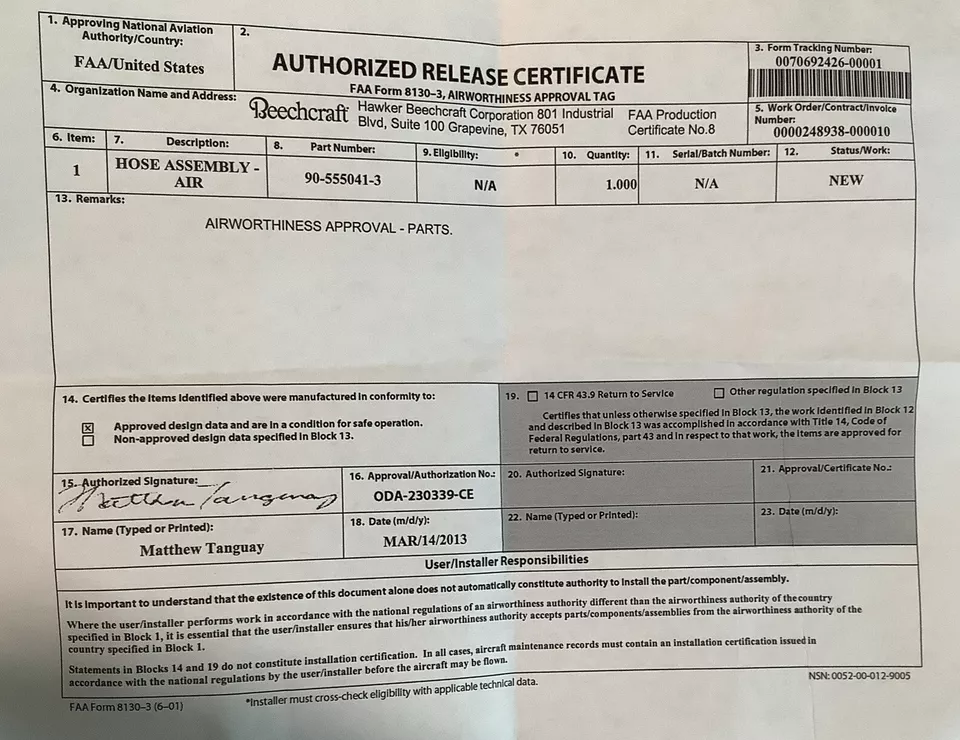 1. Approving National Aviation
Authority/Country:
FAA/United States
2.
AUTHORIZED RELEASE CERTIFICATE
FAA Form 8130–3, AIRWORTHINESS APPROVAL TAG
3. Form Tracking Number:
0070692426-00001
4. Organization Name and Address:
Beechcraft
Hawker Beechcraft Corporation 801 Industrial
Blvd, Suite 100 Grapevine, TX 76051
FAA Production
Certificate No.8
5. Work Order/Contract/Invoice
Number:
0000248938-000010
6. Item:
1
7. Description:
HOSE ASSEMBLY -
AIR
8. Part Number:
90-555041-3
9. Eligibility: *
N/A
10. Quantity:
1.000
11. Serial/Batch Number:
N/A
12. Status/Work:
NEW
13. Remarks:
AIRWORTHINESS APPROVAL - PARTS.
14. Certifies the items identified above were manufactured in conformity to:
Approved design data and are in a condition for safe operation.
Non-approved design data specified in Block 13.
19. 14 CFR 43.9 Return to Service Other regulation specified in Block 13
Certifies that unless otherwise specified in Block 13, the work identified in Block 12
and described in Block 13 was accomplished in accordance with Title 14, Code of
Federal Regulations, part 43 and in respect to that work, the items are approved for
return to service.
15. Authorized Signature:
Matthew Tanguay
16. Approval/Authorization No.:
ODA-230339-CE
20. Authorized Signature:
21. Approval/Certificate No.:
17. Name (Typed or Printed):
Matthew Tanguay
18. Date (m/d/y):
MAR/14/2013
22. Name (Typed or Printed):
23. Date (m/d/y):
User/Installer Responsibilities
It is important to understand that the existence of this document alone does not automatically constitute authority to install the part/component/assembly.
Where the user/installer performs work in accordance with the national regulations of an airworthiness authority different than the airworthiness authority of the country
specified in Block 1, it is essential that the user/installer ensures that his/her airworthiness authority accepts parts/components/assemblies from the airworthiness authority of the
country specified in Block 1.
Statements in Blocks 14 and 19 do not constitute installation certification. In all cases, aircraft maintenance records must contain an installation certification issued in
accordance with the national regulations by the user/installer before the aircraft may be flown.
FAA Form 8130–3 (6–01)
*Installer must cross-check eligibility with applicable technical data.
NSN: 0052-00-012-9005